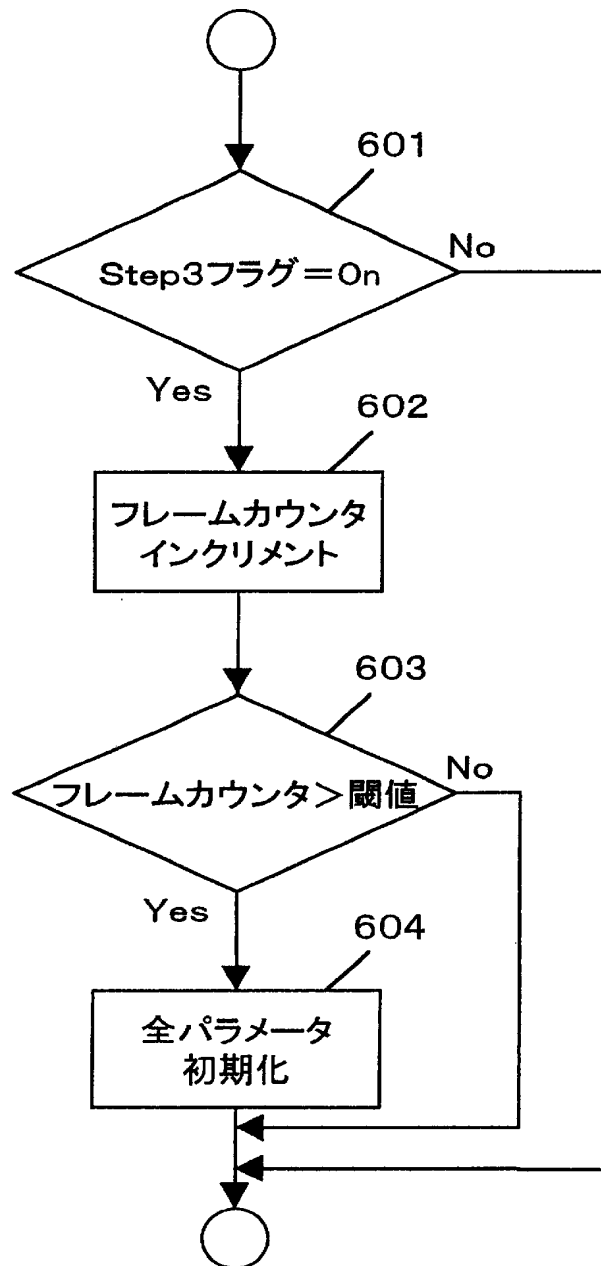 601
Step3フラグ＝On
No
Yes
602
フレームカウンタ
インクリメント
603
フレームカウンタ＞閾値
No
Yes
604
全パラメータ
初期化